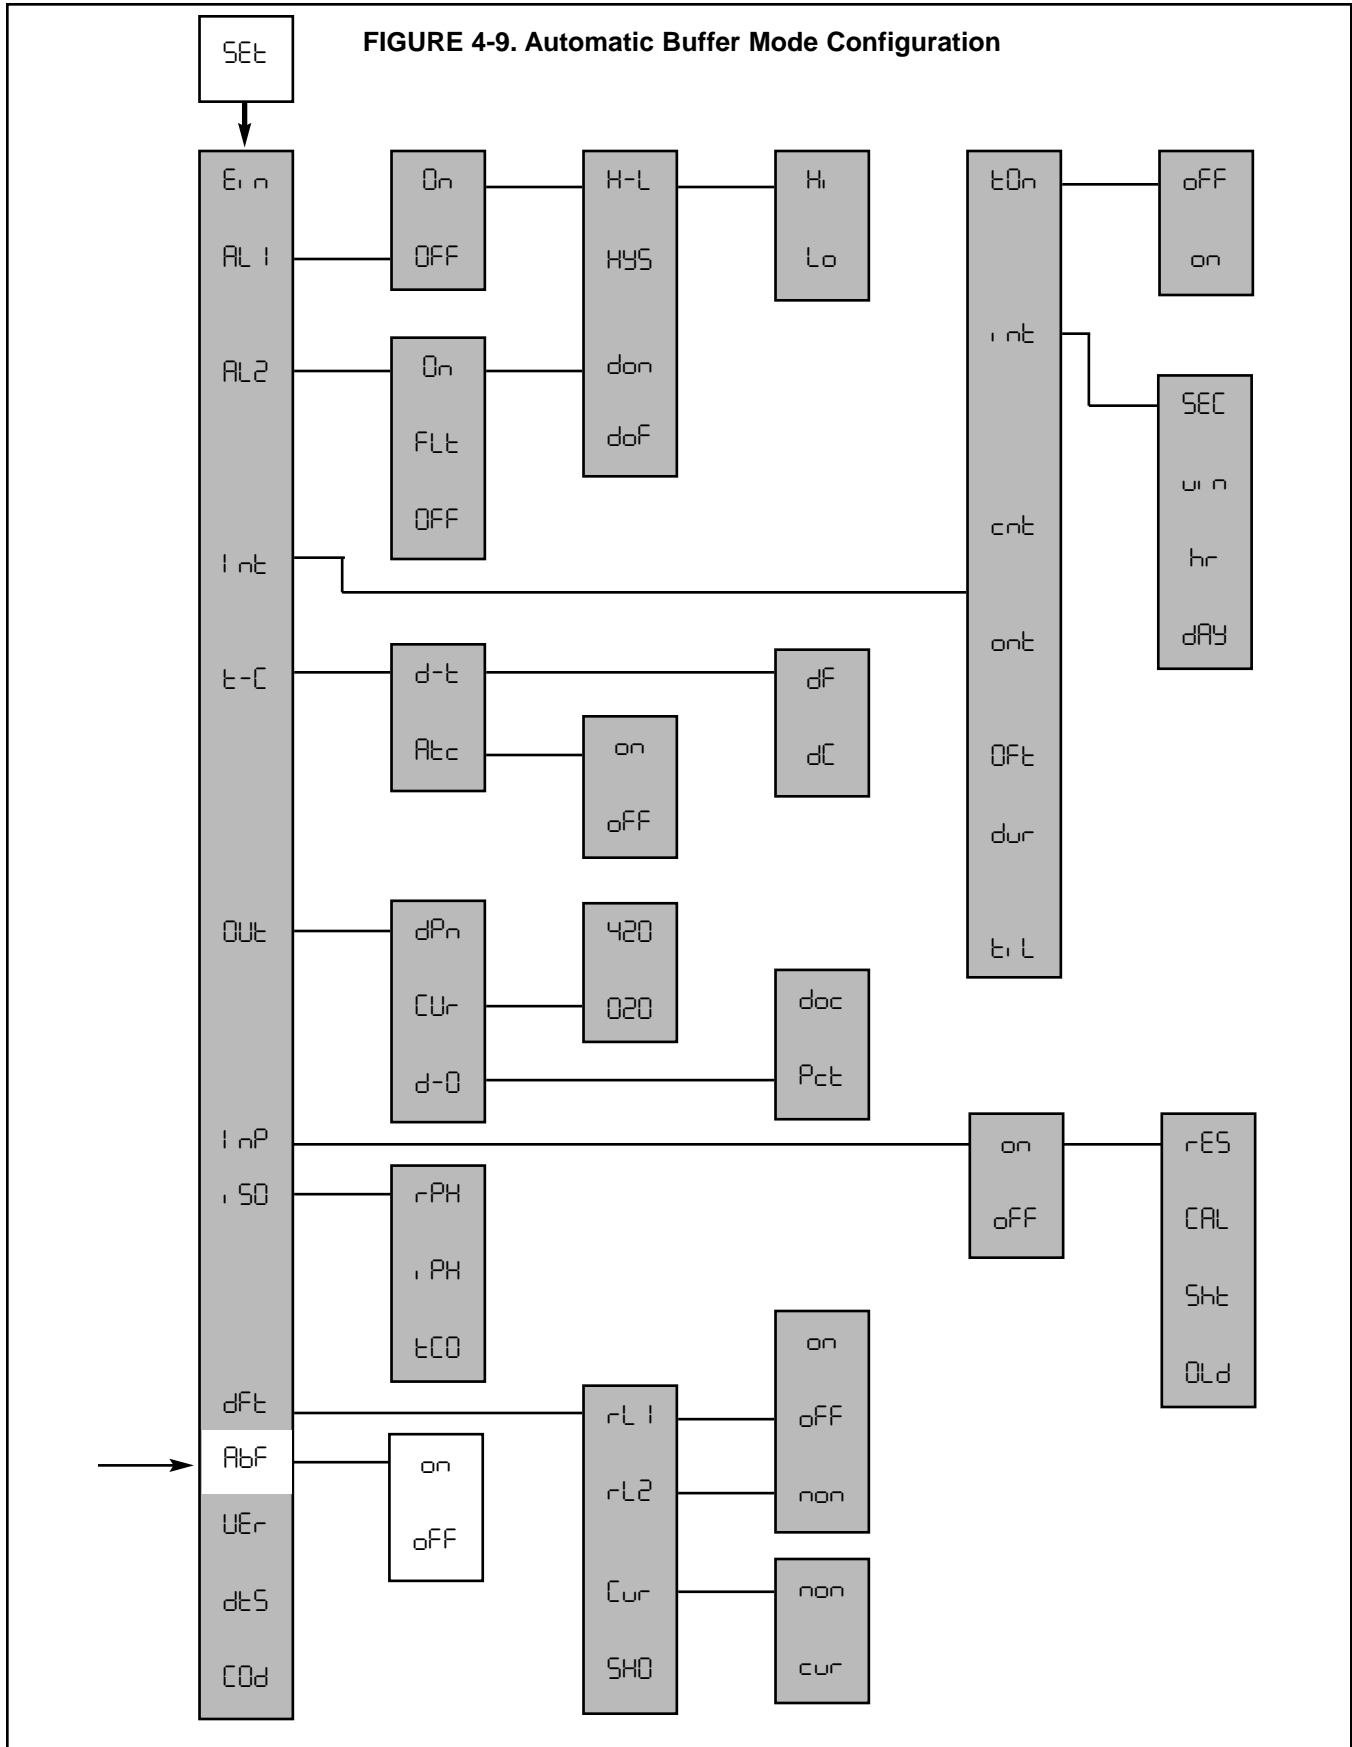 FIGURE 4-9. Automatic Buffer Mode Configuration
SEt
Ein
AL1
AL2
Int
t-C
OUt
InP
iSO
dFt
AbF
UEr
dtS
COd
On
OFF
On
FLt
OFF
H-L
HYS
don
doF
Hi
Lo
tOn
int
cnt
ont
OFt
dur
tiL
oFF
on
SEC
uin
hr
dAY
d-t
Atc
on
oFF
dF
dC
dPn
CUr
d-O
420
020
doc
Pct
on
oFF
rES
CAL
Sht
OLd
rPH
iPH
tCO
rL1
rL2
Cur
SHO
on
oFF
non
non
cur
on
oFF